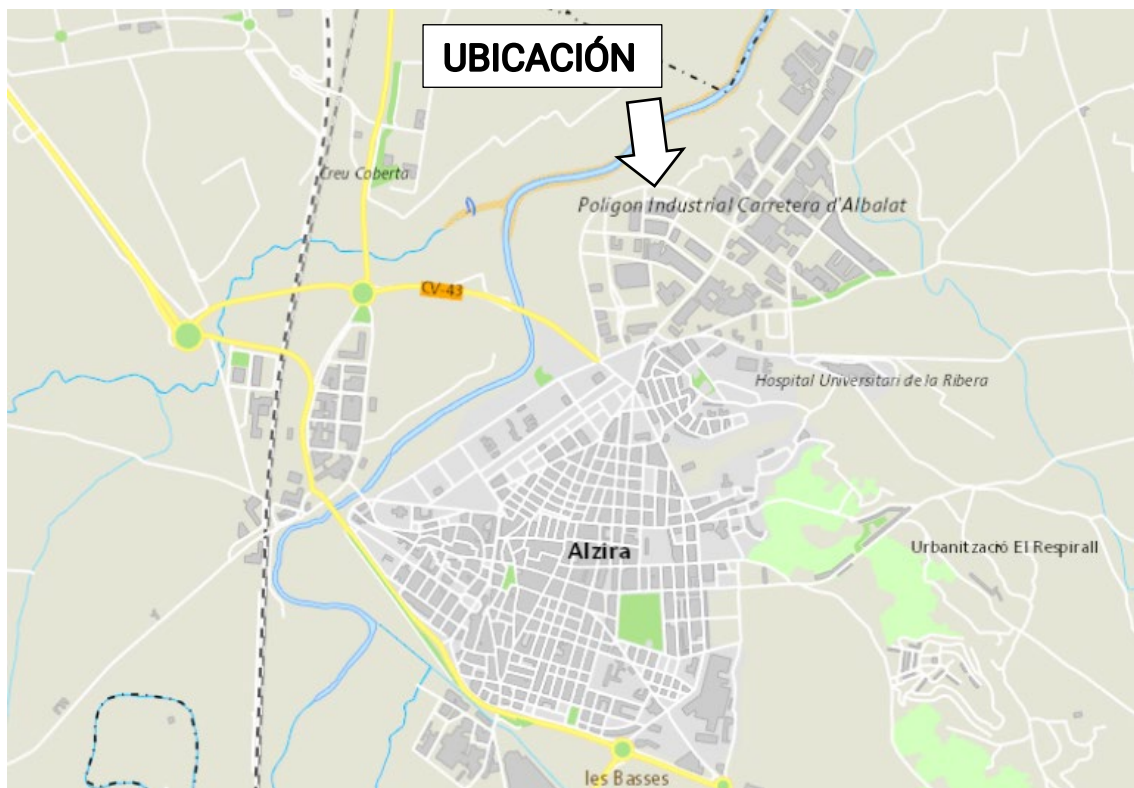 UBICACIÓN
Creu Coberta
Polígon Industrial Carretera d'Albalat
CV-43
Hospital Universitari de la Ribera
Alzira
Urbanització El Respirall
les Basses